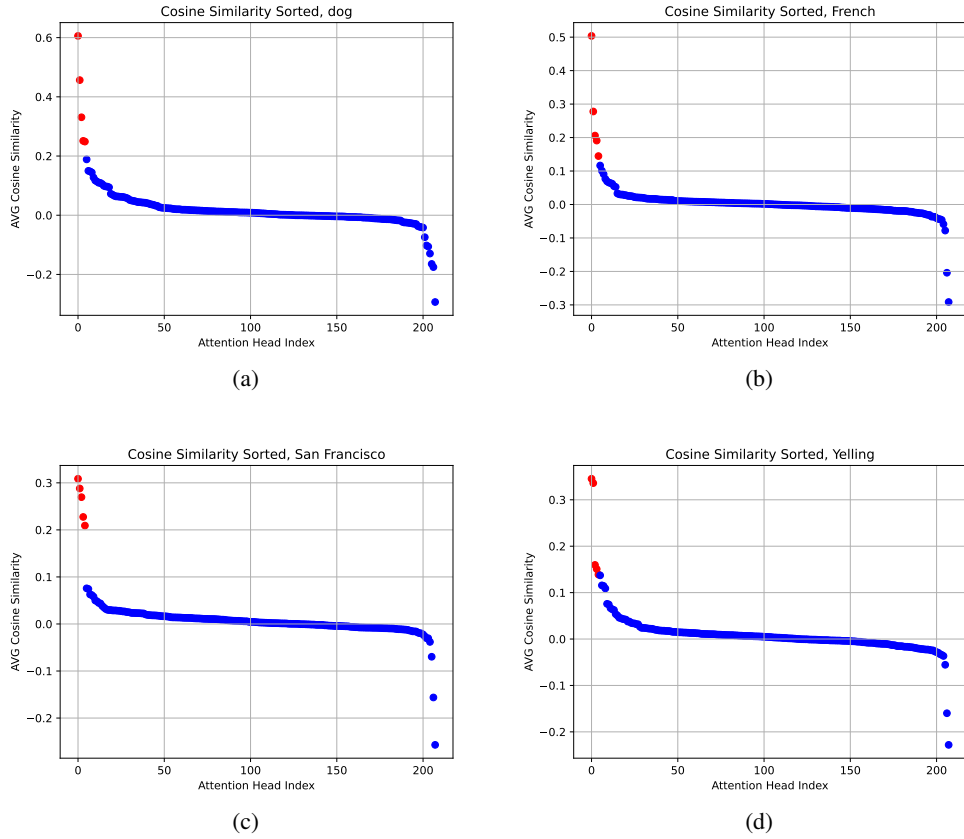 Cosine Similarity Sorted, dog
AVG Cosine Similarity
0.6
0.4
0.2
0.0
−0.2
0 50 100 150 200
Attention Head Index
(a)
Cosine Similarity Sorted, French
AVG Cosine Similarity
0.5
0.4
0.3
0.2
0.1
0.0
−0.1
−0.2
−0.3
0 50 100 150 200
Attention Head Index
(b)
Cosine Similarity Sorted, San Francisco
AVG Cosine Similarity
0.3
0.2
0.1
0.0
−0.1
−0.2
0 50 100 150 200
Attention Head Index
(c)
Cosine Similarity Sorted, Yelling
AVG Cosine Similarity
0.3
0.2
0.1
0.0
−0.1
−0.2
0 50 100 150 200
Attention Head Index
(d)